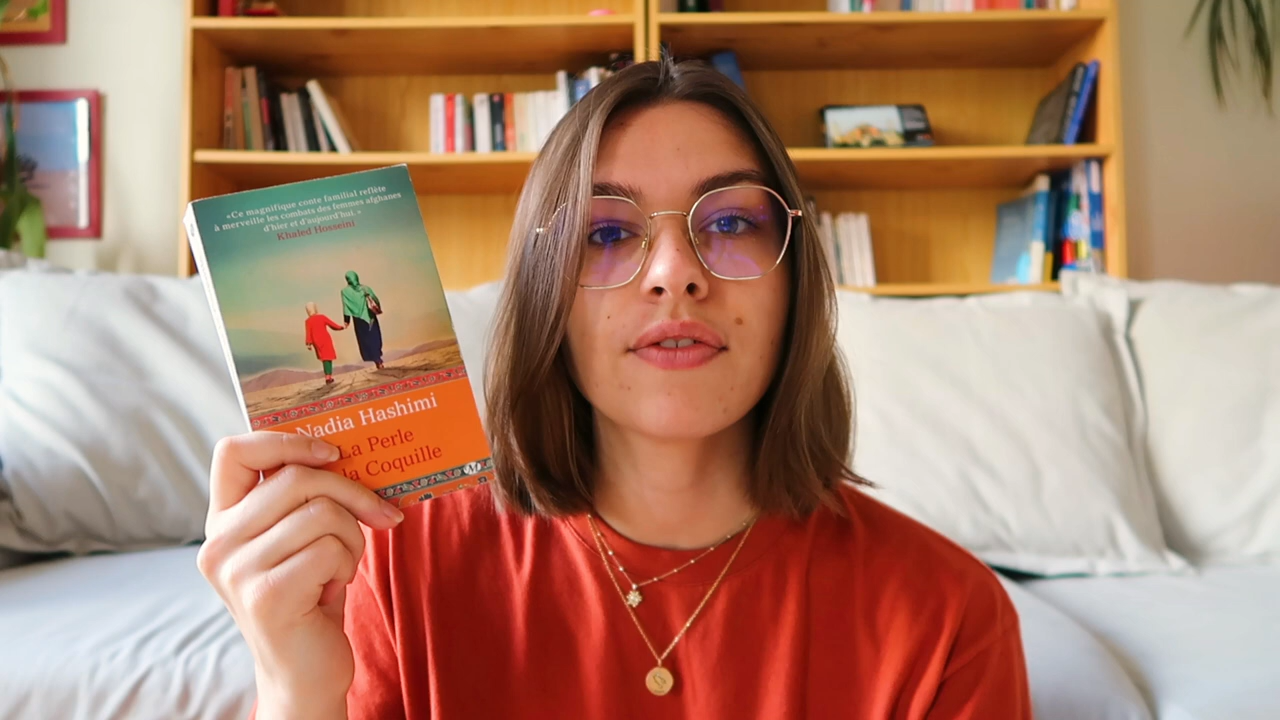 «Ce magnifique conte familial reflète
à merveille les combats des femmes afghanes
d'hier et d'aujourd'hui.»
Khaled Hosseini
Nadia Hashimi
La Perle
la Coquille